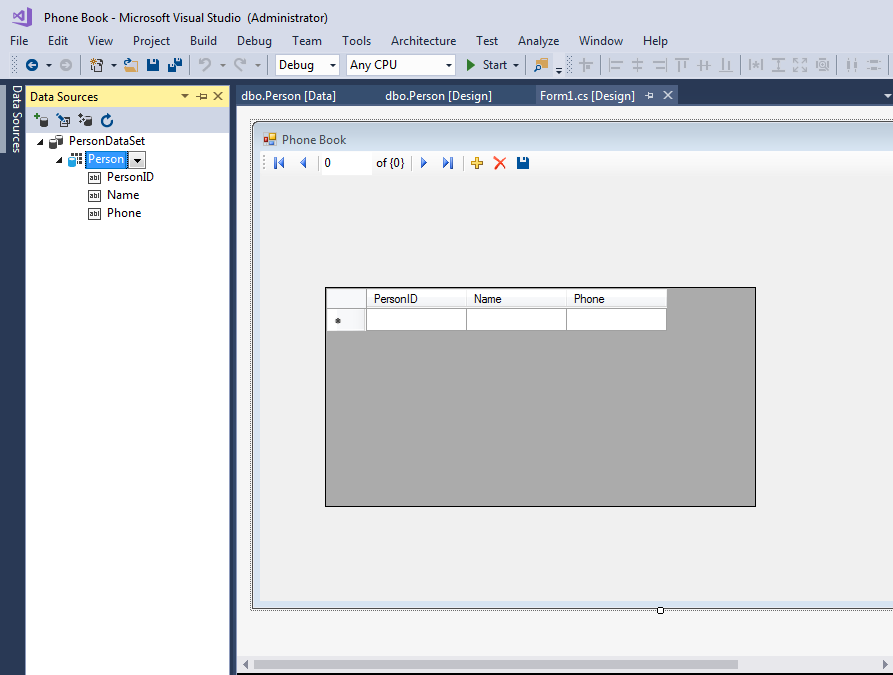 Phone Book - Microsoft Visual Studio (Administrator)
File Edit View Project Build Debug Team Tools Architecture Test Analyze Window Help
Debug Any CPU Start
Data Sources
Data Sources
dbo.Person [Data] dbo.Person [Design] Form1.cs [Design]
PersonDataSet
Person
PersonID
Name
Phone
Phone Book
0 of {0}
PersonID Name Phone